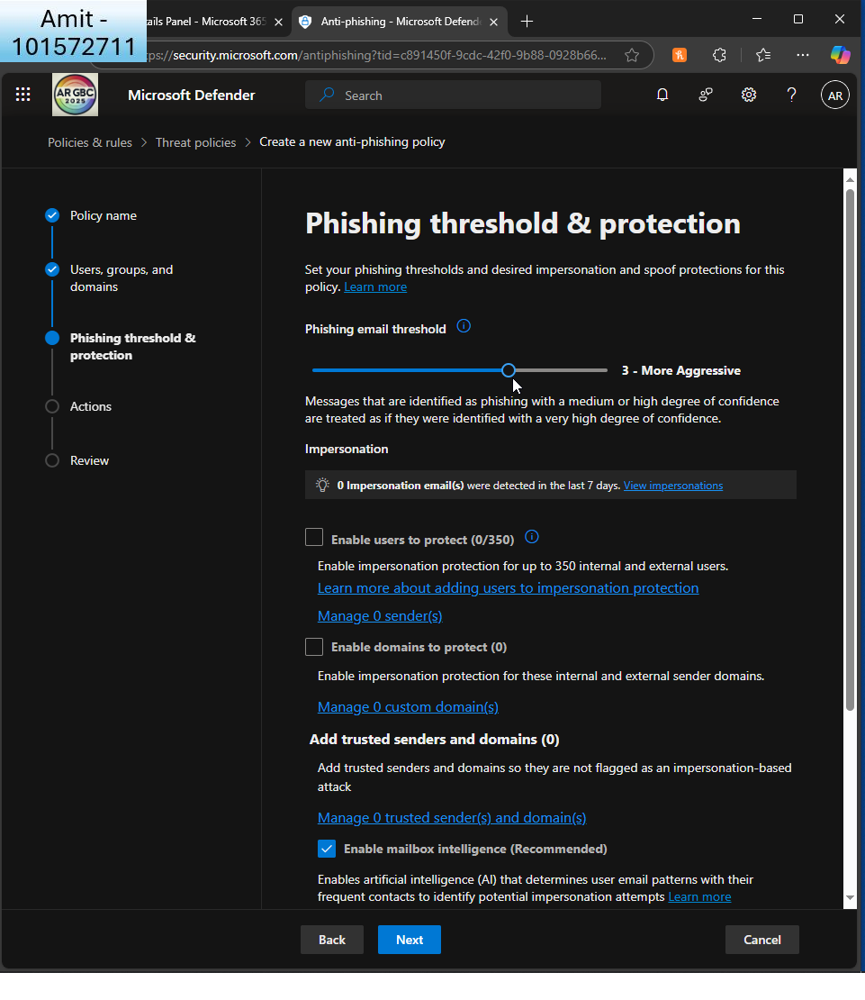 Amit -
101572711
ails Panel - Microsoft 365
Anti-phishing - Microsoft Defende
ps://security.microsoft.com/antiphishing?tid=c891450f-9cdc-42f0-9b88-0928b66...
AR GBC
2025
Microsoft Defender
Search
AR
Policies & rules > Threat policies > Create a new anti-phishing policy
Policy name
Users, groups, and
domains
Phishing threshold &
protection
Actions
Review
Phishing threshold & protection
Set your phishing thresholds and desired impersonation and spoof protections for this
policy. Learn more
Phishing email threshold
3 - More Aggressive
Messages that are identified as phishing with a medium or high degree of confidence
are treated as if they were identified with a very high degree of confidence.
Impersonation
0 Impersonation email(s) were detected in the last 7 days. View impersonations
Enable users to protect (0/350)
Enable impersonation protection for up to 350 internal and external users.
Learn more about adding users to impersonation protection
Manage 0 sender(s)
Enable domains to protect (0)
Enable impersonation protection for these internal and external sender domains.
Manage 0 custom domain(s)
Add trusted senders and domains (0)
Add trusted senders and domains so they are not flagged as an impersonation-based
attack
Manage 0 trusted sender(s) and domain(s)
Enable mailbox intelligence (Recommended)
Enables artificial intelligence (AI) that determines user email patterns with their
frequent contacts to identify potential impersonation attempts Learn more
Back
Next
Cancel